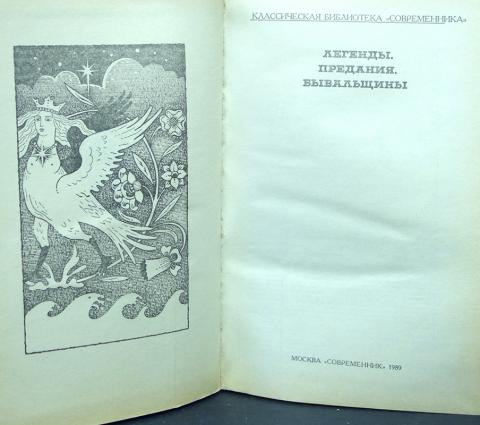 КЛАССИЧЕСКАЯ БИБЛИОТЕКА «СОВРЕМЕННИКА»
ЛЕГЕНДЫ.
ПРЕДАНИЯ.
БЫВАЛЬЩИНЫ
МОСКВА «СОВРЕМЕННИК» 1989